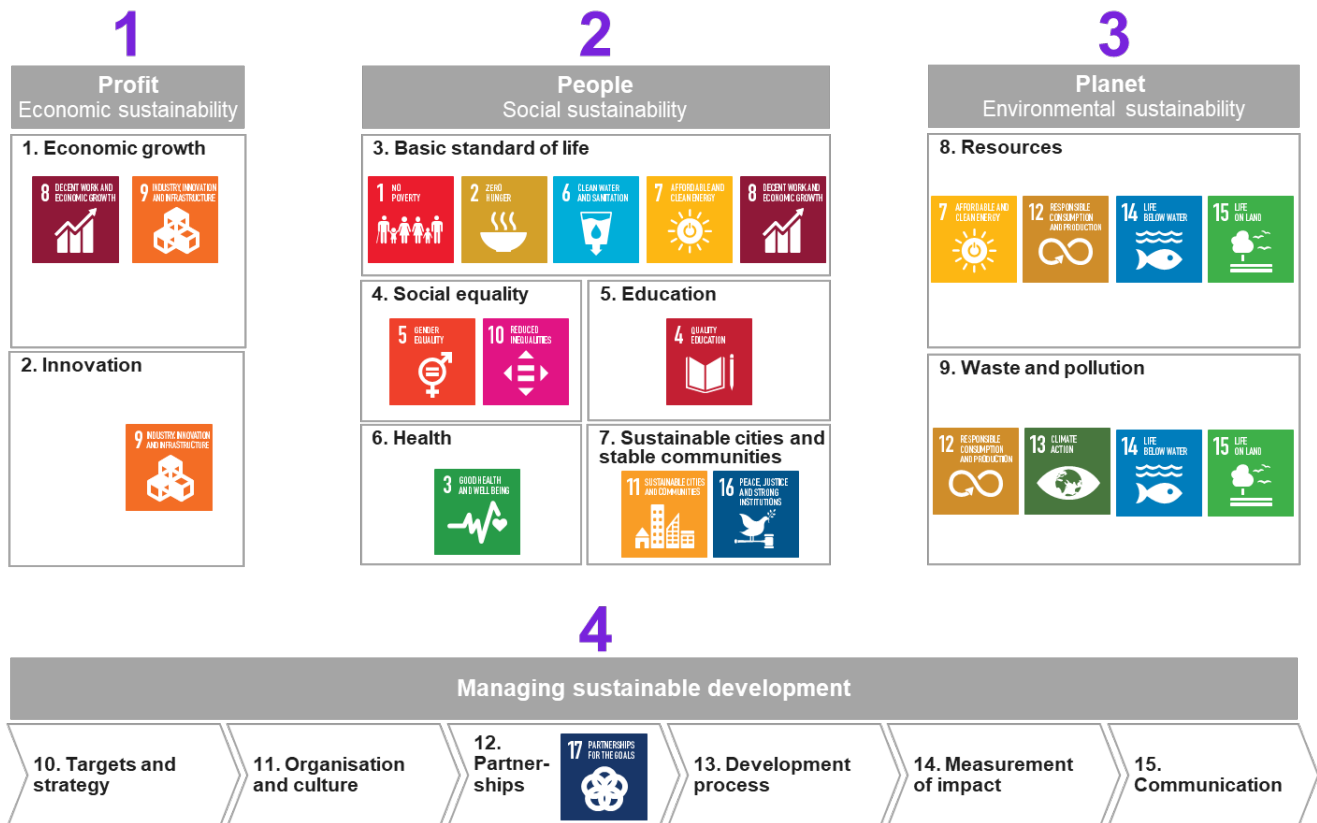 1
2
3
Profit
Economic sustainability
People
Social sustainability
Planet
Environmental sustainability
1. Economic growth
8 DECENT WORK AND
ECONOMIC GROWTH
9 INDUSTRY, INNOVATION
AND INFRASTRUCTURE
2. Innovation
9 INDUSTRY, INNOVATION
AND INFRASTRUCTURE
3. Basic standard of life
1 NO
POVERTY
2 ZERO
HUNGER
6 CLEAN WATER
AND SANITATION
7 AFFORDABLE AND
CLEAN ENERGY
8 DECENT WORK AND
ECONOMIC GROWTH
4. Social equality
5 GENDER
EQUALITY
10 REDUCED
INEQUALITIES
5. Education
4 QUALITY
EDUCATION
6. Health
3 GOOD HEALTH
AND WELL BEING
7. Sustainable cities and
stable communities
11 SUSTAINABLE CITIES
AND COMMUNITIES
16 PEACE, JUSTICE
AND STRONG
INSTITUTIONS
8. Resources
7 AFFORDABLE AND
CLEAN ENERGY
12 RESPONSIBLE
CONSUMPTION
AND PRODUCTION
14 LIFE
BELOW WATER
15 LIFE
ON LAND
9. Waste and pollution
12 RESPONSIBLE
CONSUMPTION
AND PRODUCTION
13 CLIMATE
ACTION
14 LIFE
BELOW WATER
15 LIFE
ON LAND
4
Managing sustainable development
10. Targets and
strategy
11. Organisation
and culture
12.
Partner-
ships
17 PARTNERSHIPS
FOR THE GOALS
13. Development
process
14. Measurement
of impact
15.
Communication